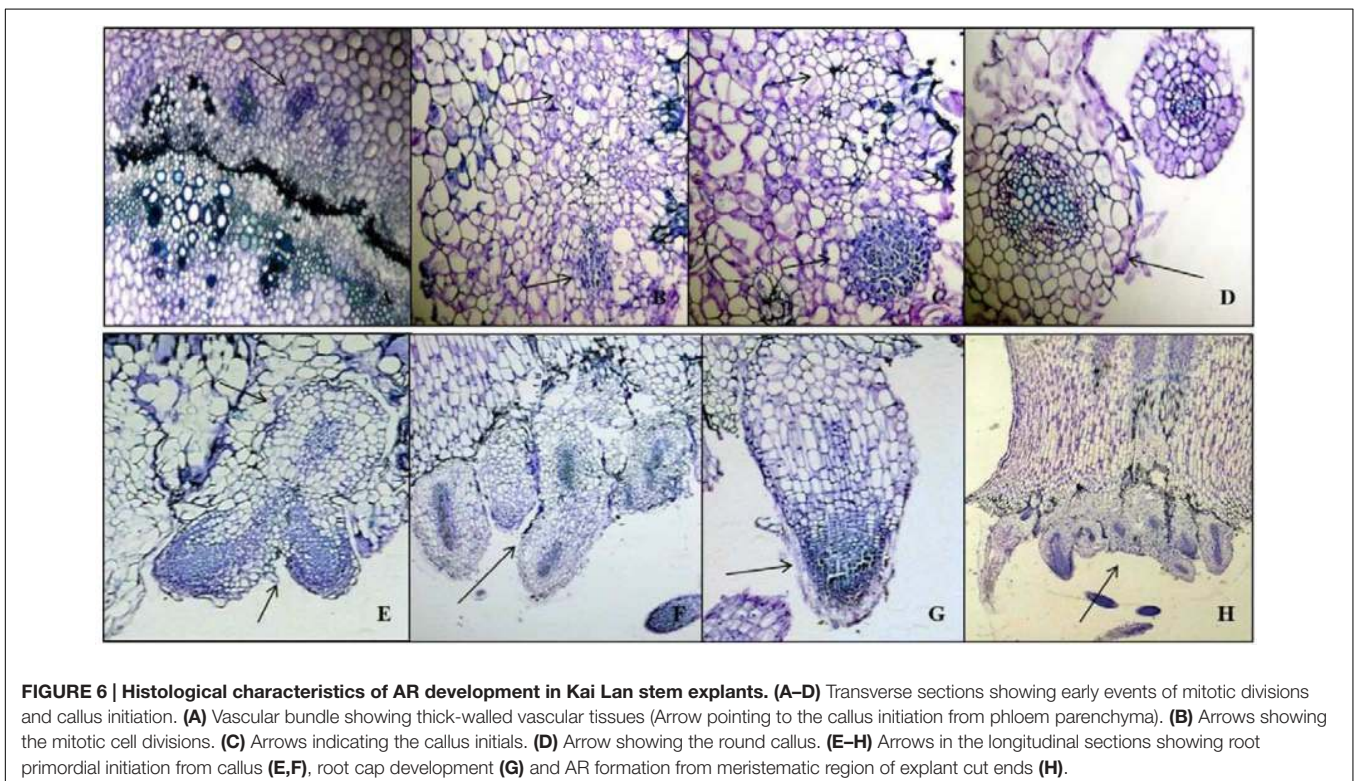 A
B
C
D
E
F
G
H
FIGURE 6 | Histological characteristics of AR development in Kai Lan stem explants. (A–D) Transverse sections showing early events of mitotic divisions
and callus initiation. (A) Vascular bundle showing thick-walled vascular tissues (Arrow pointing to the callus initiation from phloem parenchyma). (B) Arrows showing
the mitotic cell divisions. (C) Arrows indicating the callus initials. (D) Arrow showing the round callus. (E–H) Arrows in the longitudinal sections showing root
primordial initiation from callus (E,F), root cap development (G) and AR formation from meristematic region of explant cut ends (H).